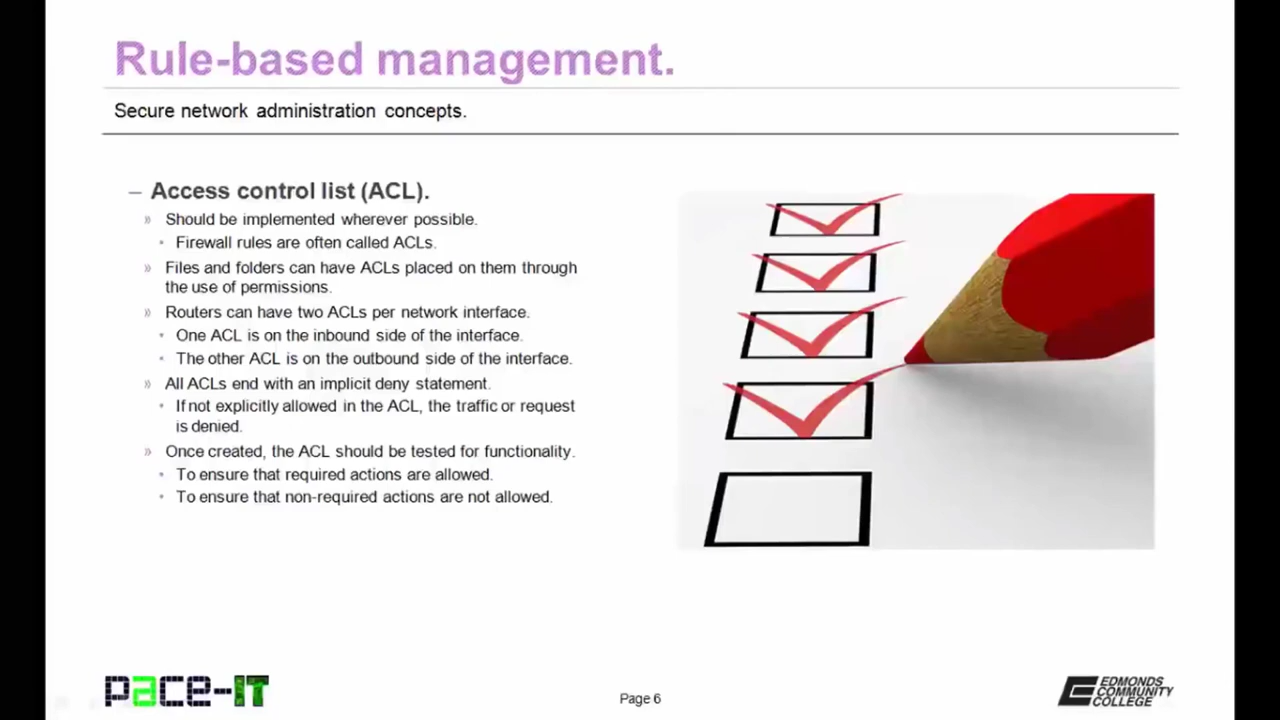 Rule-based management.
Secure network administration concepts.
– Access control list (ACL).
» Should be implemented wherever possible.
• Firewall rules are often called ACLs.
» Files and folders can have ACLs placed on them through
the use of permissions.
» Routers can have two ACLs per network interface.
• One ACL is on the inbound side of the interface.
• The other ACL is on the outbound side of the interface.
» All ACLs end with an implicit deny statement.
• If not explicitly allowed in the ACL, the traffic or request
is denied.
» Once created, the ACL should be tested for functionality.
• To ensure that required actions are allowed.
• To ensure that non-required actions are not allowed.
pace-IT
Page 6
EDMONDS
COMMUNITY
COLLEGE